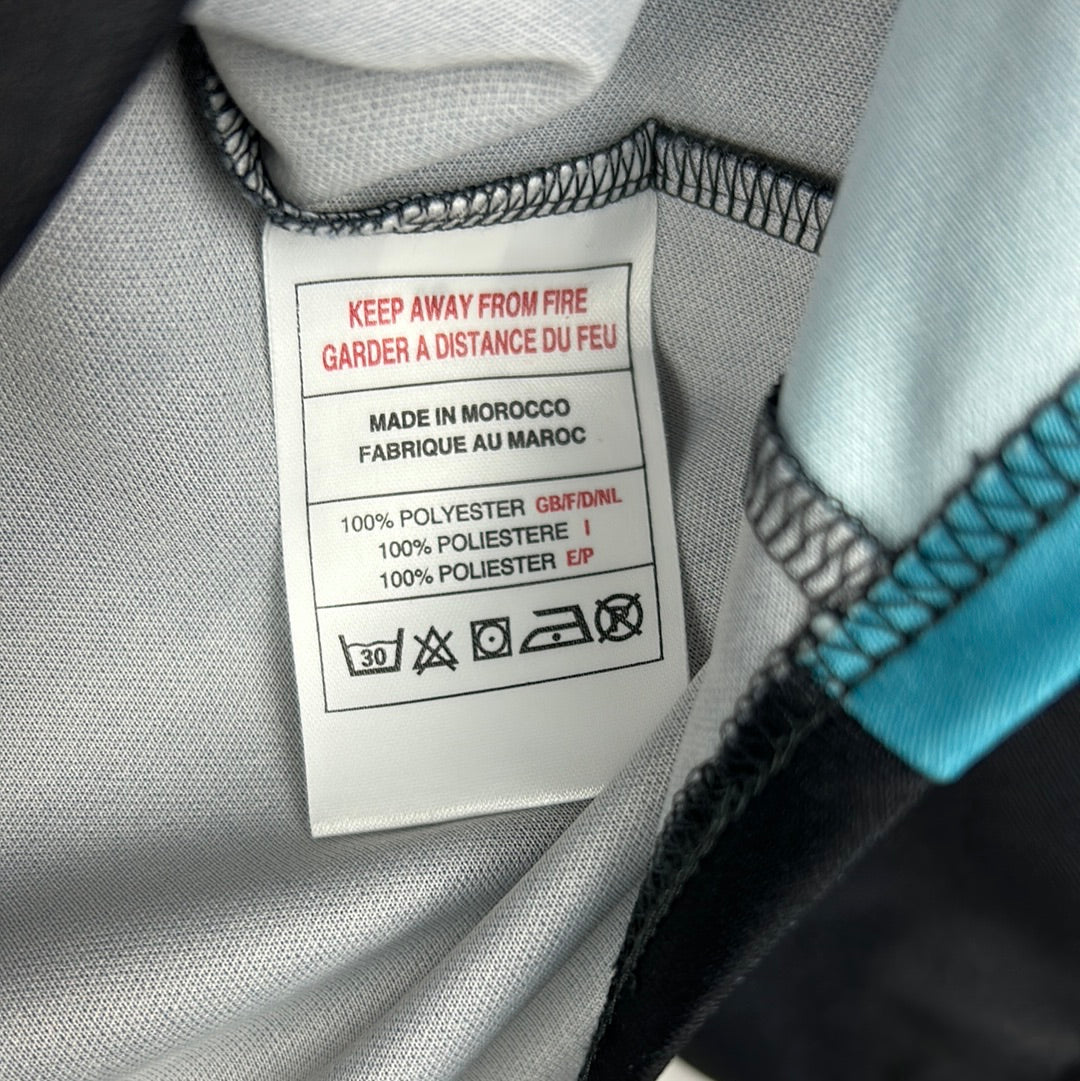 KEEP AWAY FROM FIRE
GARDER A DISTANCE DU FEU
MADE IN MOROCCO
FABRIQUE AU MAROC
100% POLYESTER GB/F/D/NL
100% POLIESTERE I
100% POLIESTER E/P
30